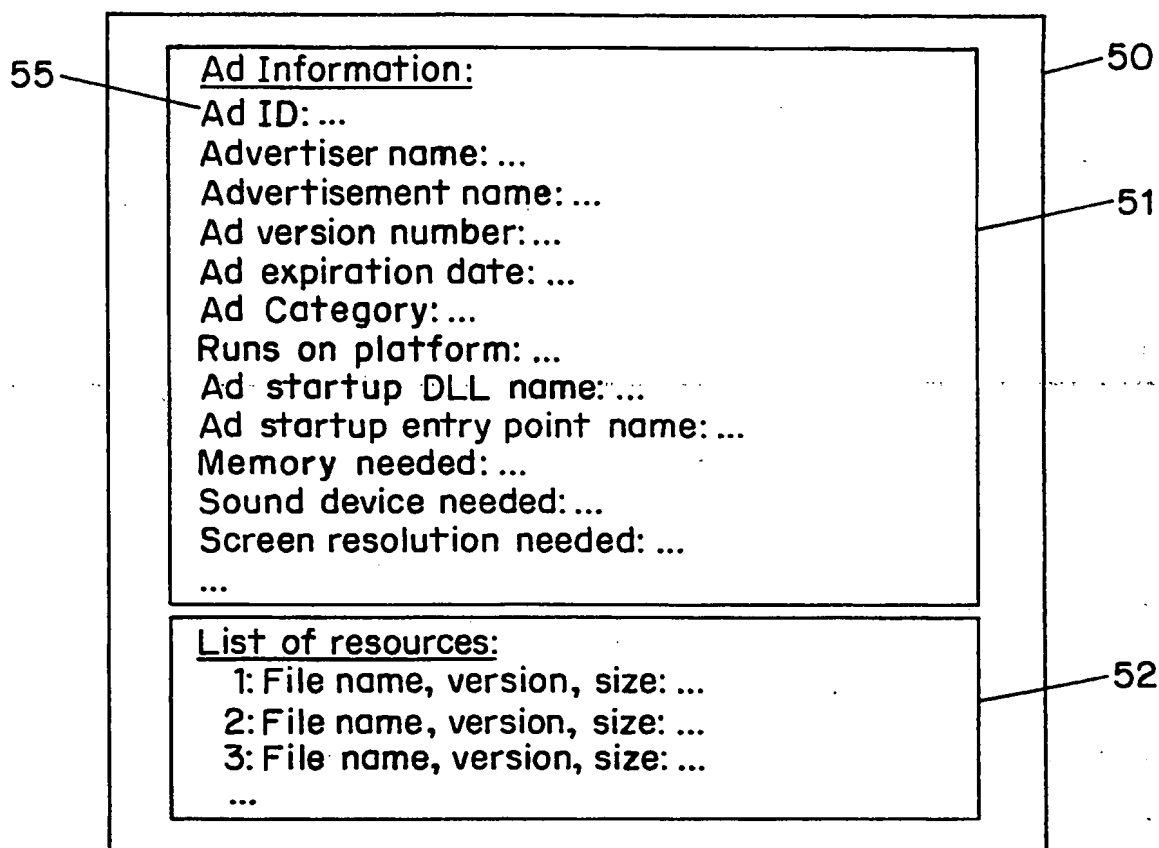 55
50
Ad Information:
Ad ID: ...
Advertiser name: ...
Advertisement name: ...
51
Ad version number: ...
Ad expiration date: ...
Ad Category: ...
Runs on platform: ...
Ad startup DLL name: ...
Ad startup entry point name: ...
Memory needed: ...
Sound device needed: ...
Screen resolution needed: ...
...
List of resources:
1: File name, version, size: ...
52
2: File name, version, size: ...
3: File name, version, size: ...
...